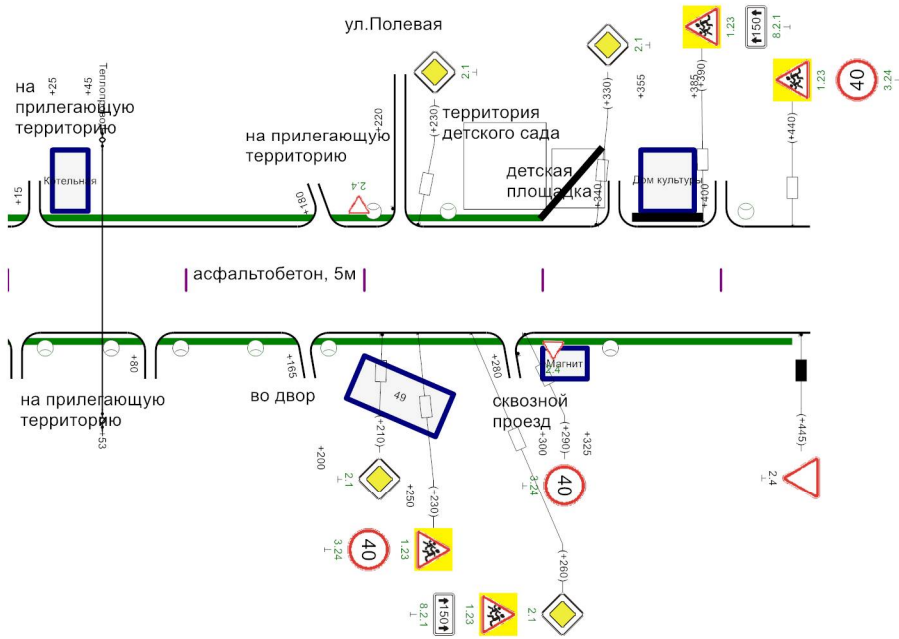 ул.Полевая
2.1
2.1
1.23
150
8.2.1
1.23
40
3.24
+25
+45
Теплопровод
на
прилегающую
территорию
+220
(+230)
(+330)
+355
+385
(+390)
(+440)
территория
детского сада
на прилегающую
территорию
детская
площадка
Котельная
Дом культуры
+15
+180
2.4
+340
+400
асфальтобетон, 5м
+80
+165
+280
Магнит
2.4
49
на прилегающую
территорию
во двор
сквозной
проезд
+53
(+210)
+200
2.1
+250
(-230)
+300
(+290)
+325
3.24
40
(+445)
2.4
3.24
40
1.23
(+260)
8.2.1
150
1.23
2.1